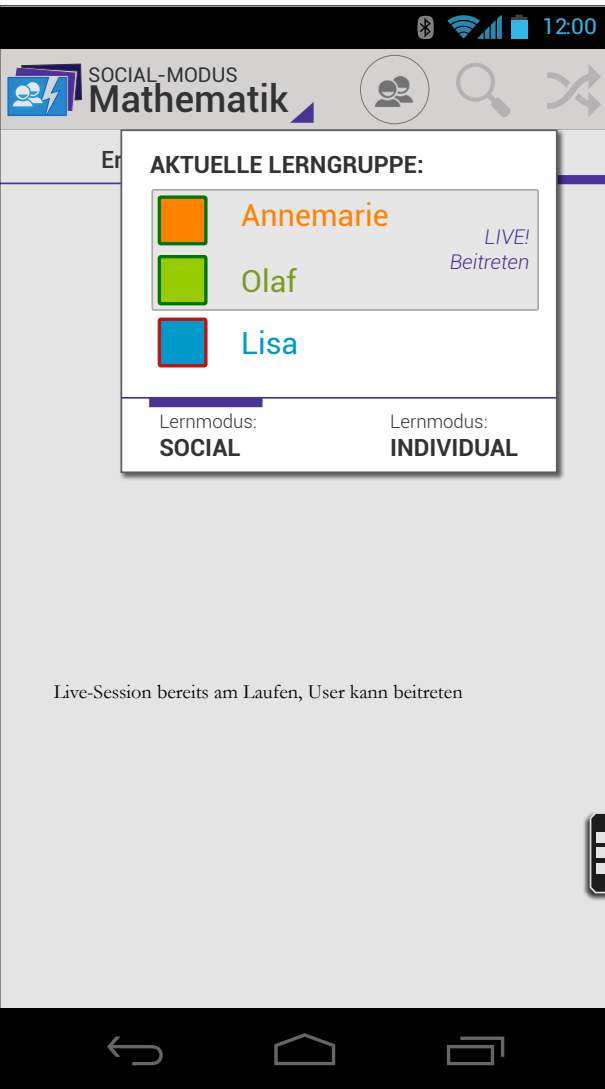 12:00
SOCIAL-MODUS
Mathematik
AKTUELLE LERNGRUPPE:
Annemarie
LIVE!
Beitreten
Olaf
Lisa
Lernmodus:
SOCIAL
Lernmodus:
INDIVIDUAL
Live-Session bereits am Laufen, User kann beitreten